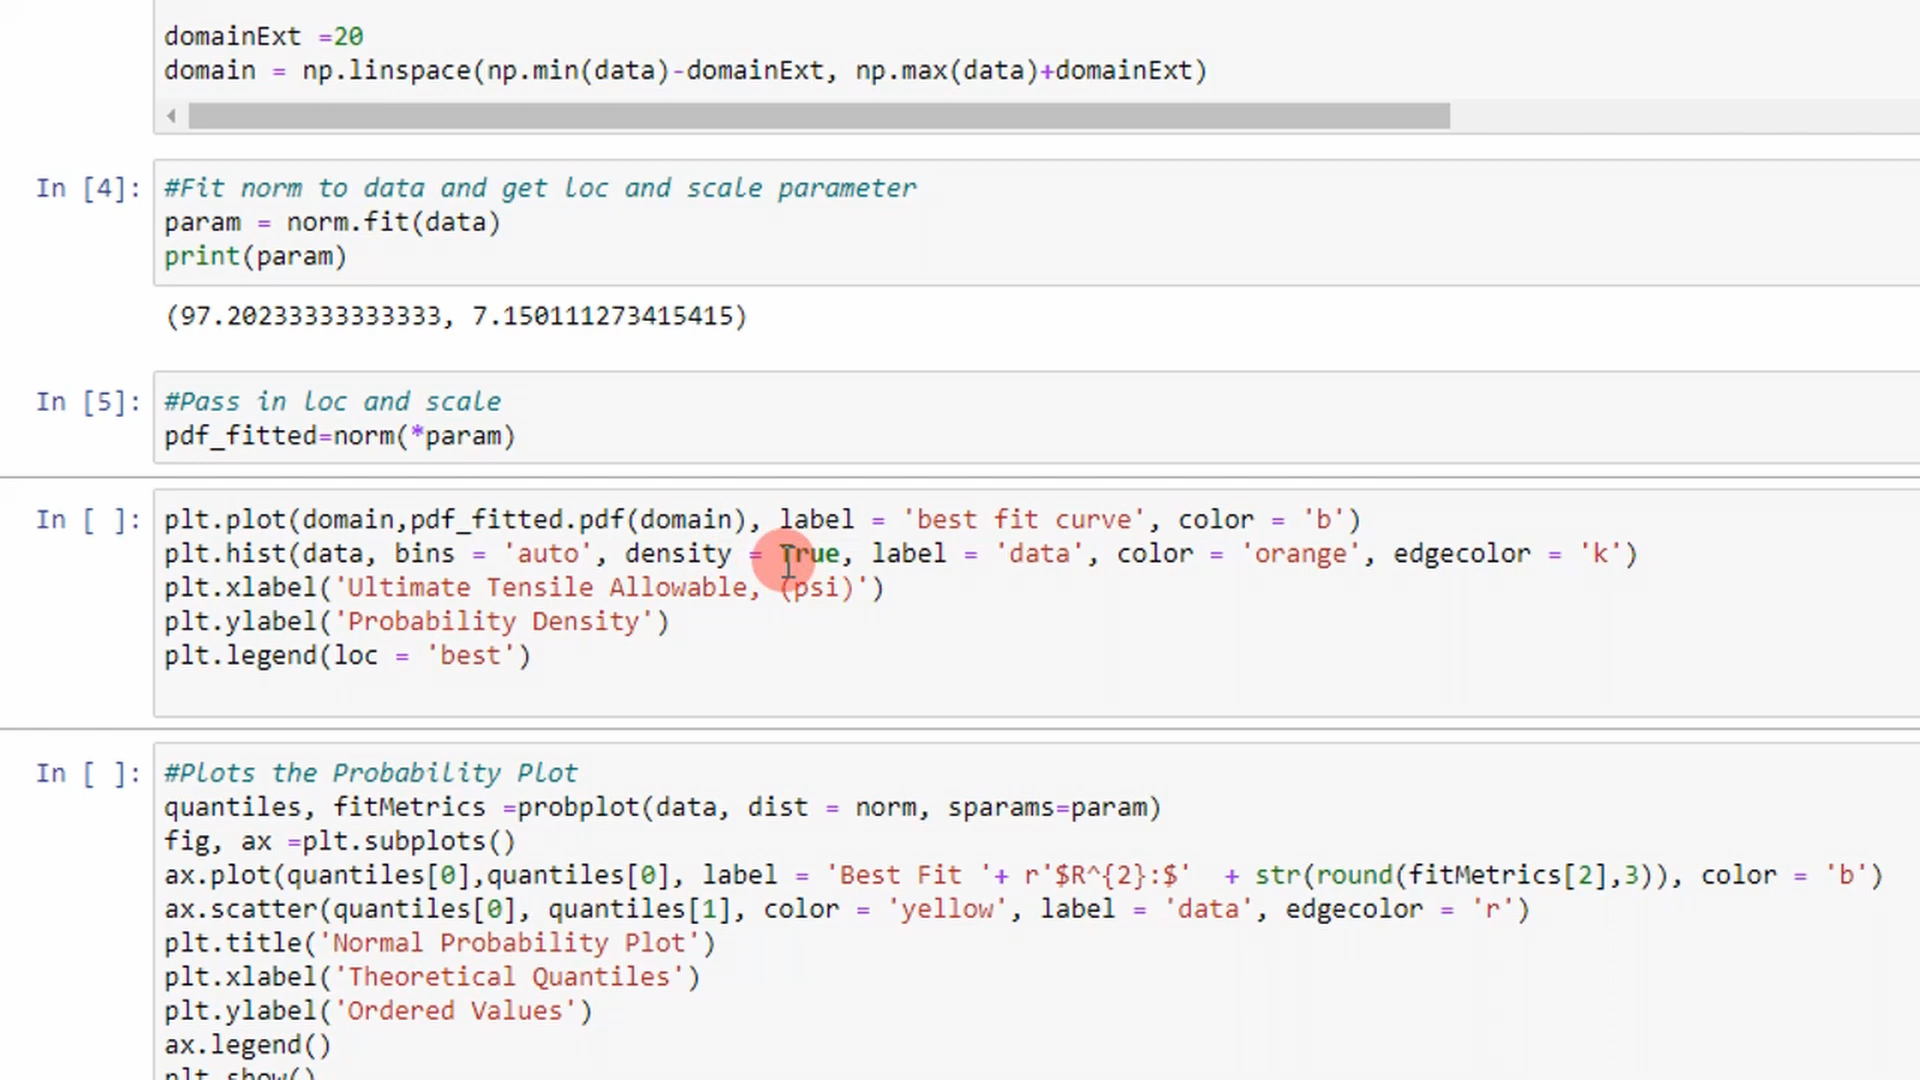 domainExt =20
domain = np.linspace(np.min(data)-domainExt, np.max(data)+domainExt)
In [4]:
#Fit norm to data and get loc and scale parameter
param = norm.fit(data)
print(param)
(97.20233333333333, 7.150111273415415)
In [5]:
#Pass in loc and scale
pdf_fitted=norm(*param)
In [ ]:
plt.plot(domain,pdf_fitted.pdf(domain), label = 'best fit curve', color = 'b')
plt.hist(data, bins = 'auto', density = True, label = 'data', color = 'orange', edgecolor = 'k')
plt.xlabel('Ultimate Tensile Allowable, (psi)')
plt.ylabel('Probability Density')
plt.legend(loc = 'best')
In [ ]:
#Plots the Probability Plot
quantiles, fitMetrics =probplot(data, dist = norm, sparams=param)
fig, ax =plt.subplots()
ax.plot(quantiles[0],quantiles[0], label = 'Best Fit '+ r'$R^{2}:$'  + str(round(fitMetrics[2],3)), color = 'b')
ax.scatter(quantiles[0], quantiles[1], color = 'yellow', label = 'data', edgecolor = 'r')
plt.title('Normal Probability Plot')
plt.xlabel('Theoretical Quantiles')
plt.ylabel('Ordered Values')
ax.legend()
plt.show()